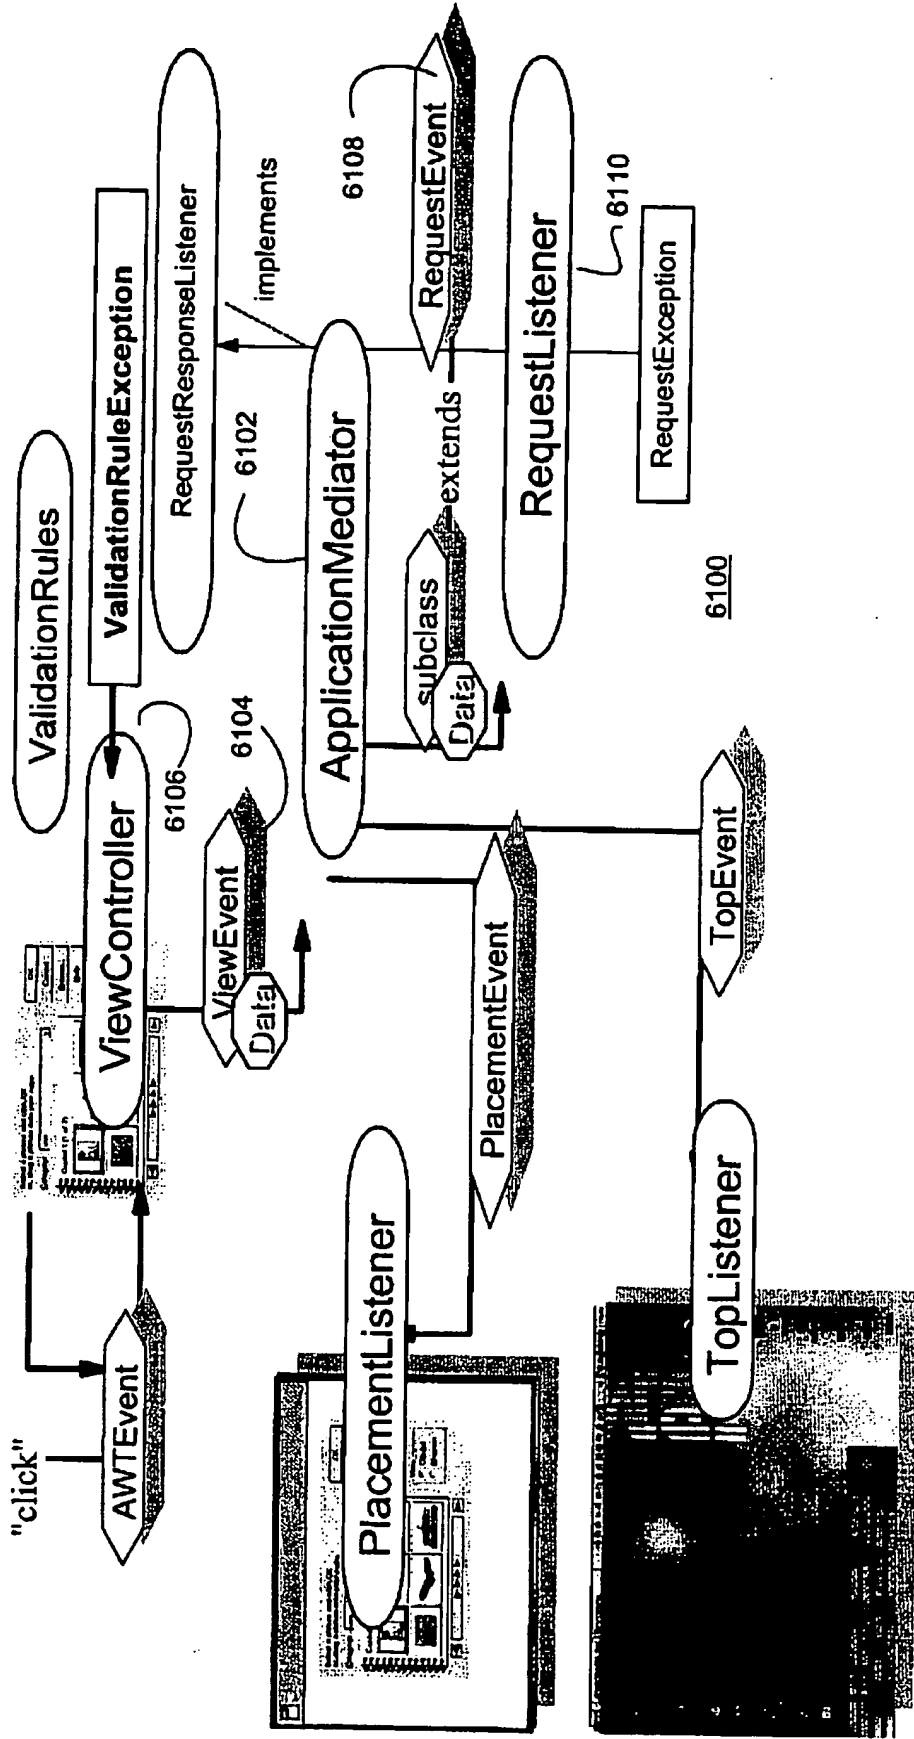 "click"
AWTEvent
ViewController
ValidationRules
ValidationRuleException
6106
RequestResponseListener
ViewEvent
Data
6104
6102
implements
ApplicationMediator
6108
RequestEvent
subclass
Data
extends
PlacementListener
PlacementEvent
RequestListener
6110
RequestException
TopListener
TopEvent
6100